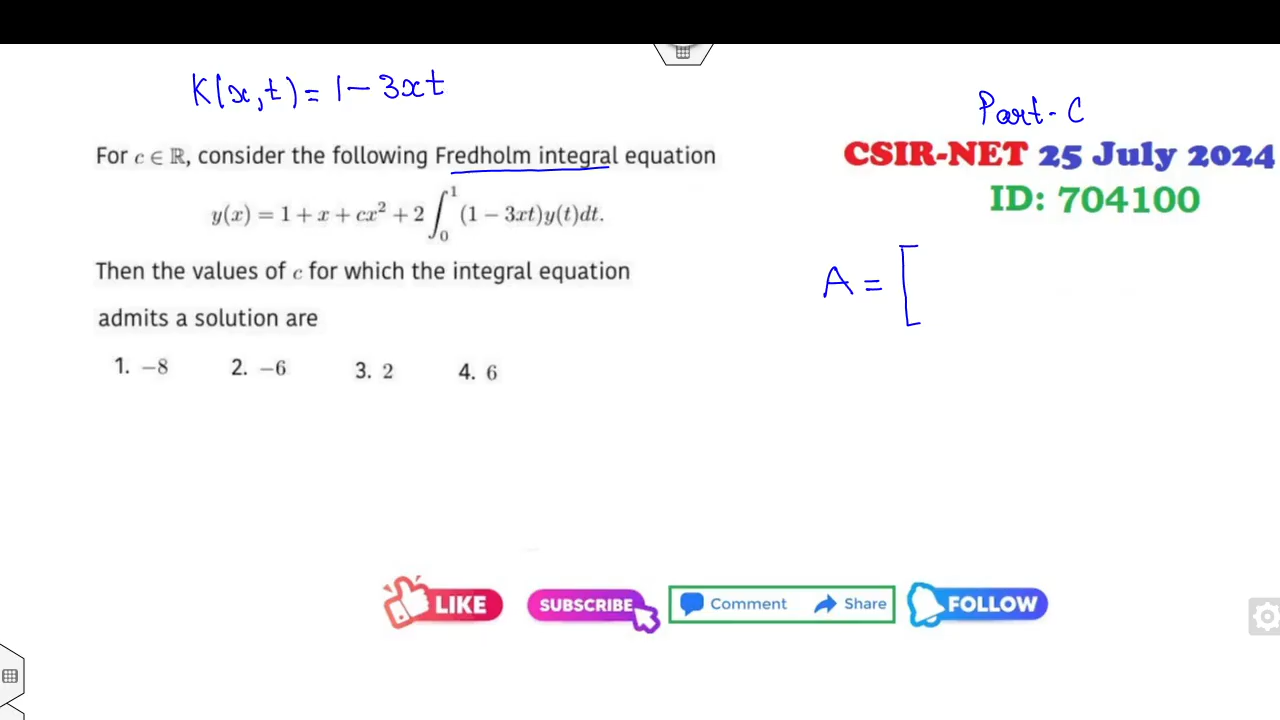 K(x,t) = 1 - 3xt
Part - C
For c ∈ ℝ, consider the following Fredholm integral equation
CSIR-NET 25 July 2024
ID: 704100
y(x) = 1 + x + cx² + 2 ∫₀¹ (1 − 3xt)y(t)dt.
A = [
Then the values of c for which the integral equation
admits a solution are
1. −8 2. −6 3. 2 4. 6
LIKE SUBSCRIBE Comment Share FOLLOW